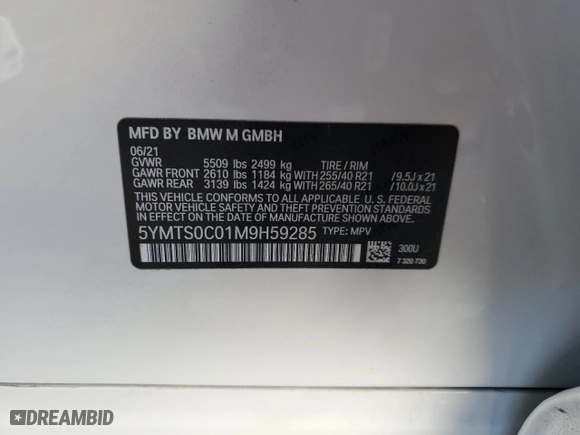 MFD BY BMW M GMBH
06/21
GVWR 5509 lbs 2499 kg TIRE / RIM
GAWR FRONT 2610 lbs 1184 kg WITH 255/40 R21 /9.5J x 21
GAWR REAR 3139 lbs 1424 kg WITH 265/40 R21 /10.0J x 21
THIS VEHICLE CONFORMS TO ALL APPLICABLE U.S. FEDERAL
MOTOR VEHICLE SAFETY, BUMPER, AND THEFT PREVENTION
STANDARDS IN EFFECT ON THE DATE OF MANUFACTURE SHOWN ABOVE.
5YMTS0C01M9H59285 TYPE: MPV
300U
7 320 730
DREAMBID